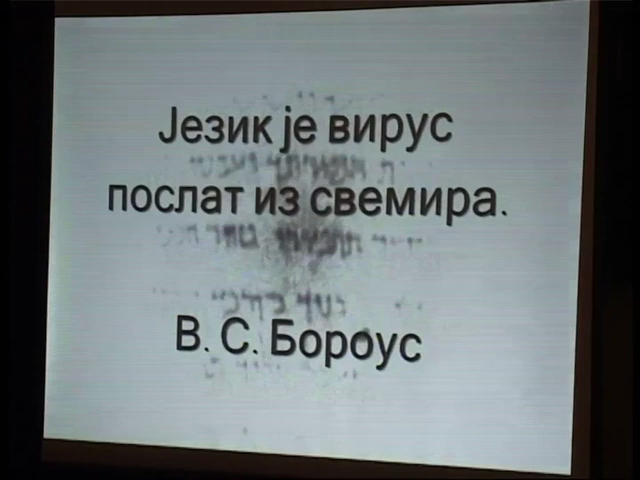 Језик је вирус
послат из свемира.
В. С. Бороус